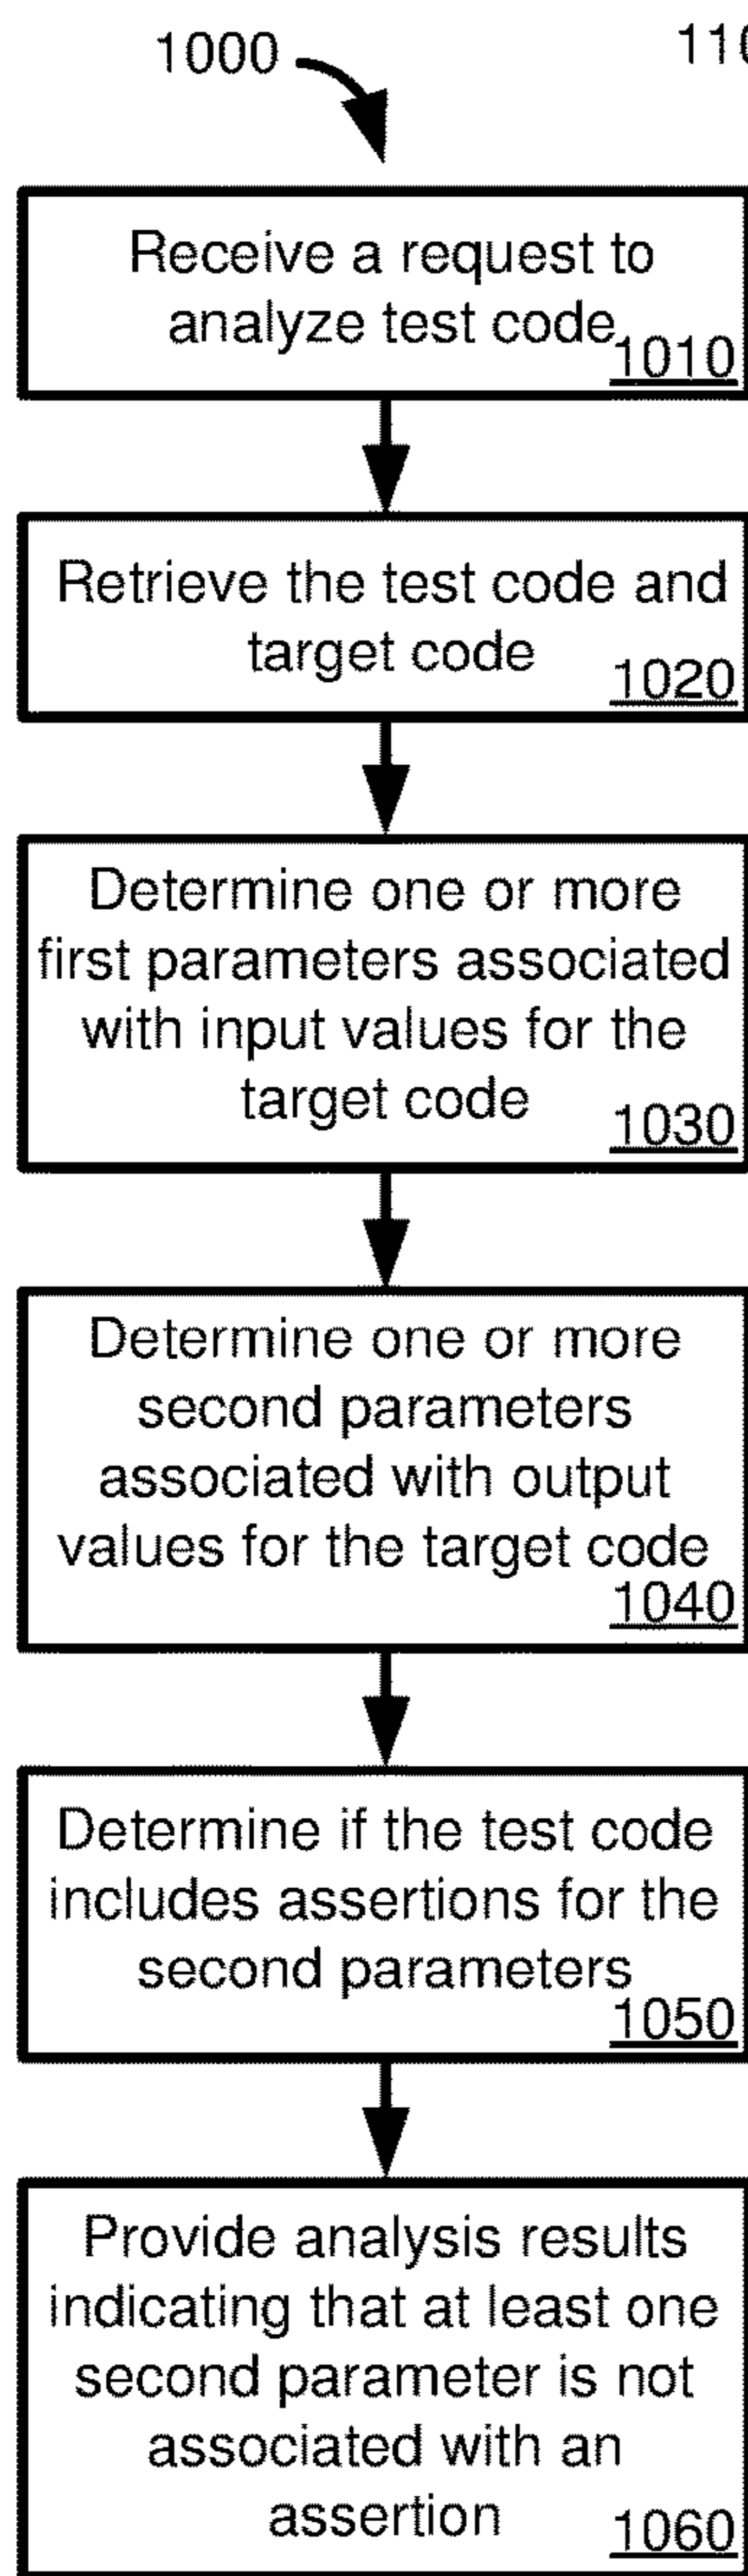 1000
110
Receive a request to
analyze test code
1010
Retrieve the test code and
target code
1020
Determine one or more
first parameters associated
with input values for the
target code
1030
Determine one or more
second parameters
associated with output
values for the target code
1040
Determine if the test code
includes assertions for the
second parameters
1050
Provide analysis results
indicating that at least one
second parameter is not
associated with an
assertion
1060